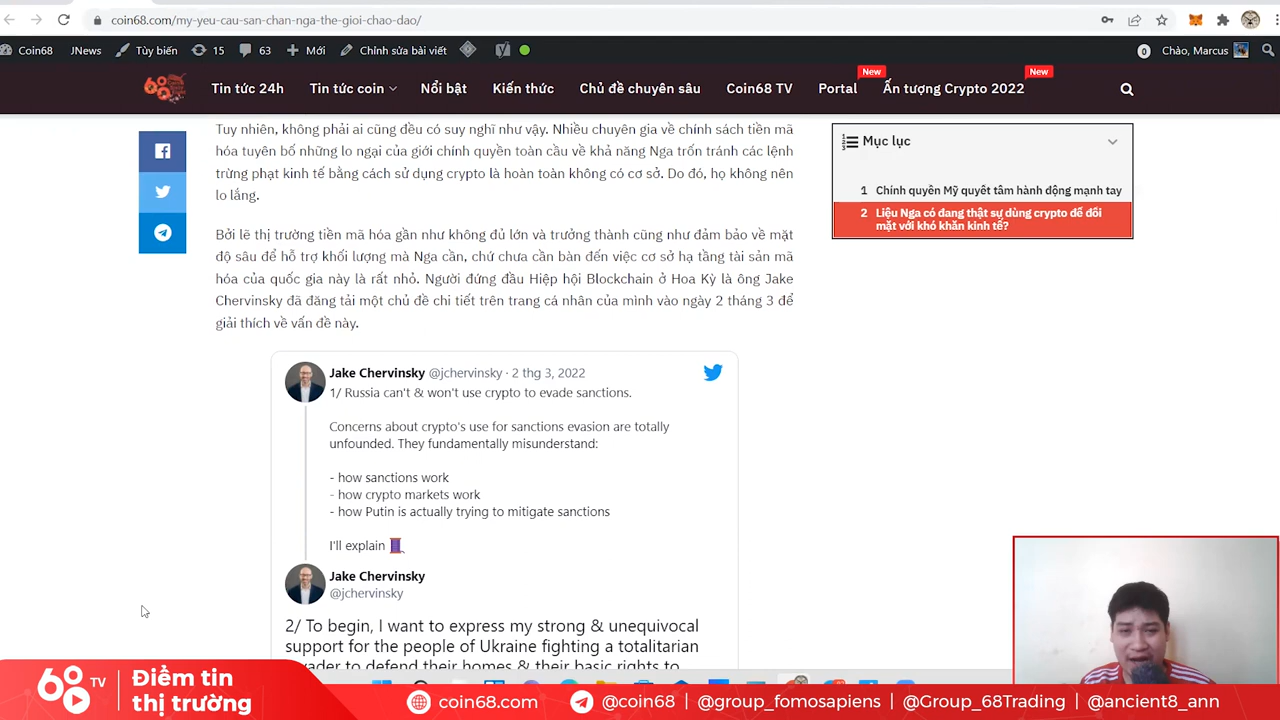 coin68.com/my-yeu-cau-san-chan-nga-the-gioi-chao-dao/
Coin68 JNews Tùy biến 15 63 Mới Chỉnh sửa bài viết 0 Chào, Marcus
68
Tin tức 24h Tin tức coin Nổi bật Kiến thức Chủ đề chuyên sâu Coin68 TV Portal New Ấn tượng Crypto 2022 New
Tuy nhiên, không phải ai cũng đều có suy nghĩ như vậy. Nhiều chuyên gia về chính sách tiền mã
hóa tuyên bố những lo ngại của giới chính quyền toàn cầu về khả năng Nga trốn tránh các lệnh
trừng phạt kinh tế bằng cách sử dụng crypto là hoàn toàn không có cơ sở. Do đó, họ không nên
lo lắng.
Bởi lẽ thị trường tiền mã hóa gần như không đủ lớn và trưởng thành cũng như đảm bảo về mặt
độ sâu để hỗ trợ khối lượng mà Nga cần, chứ chưa cần bàn đến việc cơ sở hạ tầng tài sản mã
hóa của quốc gia này là rất nhỏ. Người đứng đầu Hiệp hội Blockchain ở Hoa Kỳ là ông Jake
Chervinsky đã đăng tải một chủ đề chi tiết trên trang cá nhân của mình vào ngày 2 tháng 3 để
giải thích về vấn đề này.
Mục lục
1 Chính quyền Mỹ quyết tâm hành động mạnh tay
2 Liệu Nga có đang thật sự dùng crypto để đối
mặt với khó khăn kinh tế?
Jake Chervinsky @jchervinsky · 2 thg 3, 2022
1/ Russia can't & won't use crypto to evade sanctions.
Concerns about crypto's use for sanctions evasion are totally
unfounded. They fundamentally misunderstand:
- how sanctions work
- how crypto markets work
- how Putin is actually trying to mitigate sanctions
I'll explain
Jake Chervinsky
@jchervinsky
2/ To begin, I want to express my strong & unequivocal
support for the people of Ukraine fighting a totalitarian
invader to defend their homes & their basic rights to
68 TV
Điểm tin
thị trường
coin68.com @coin68 | @group_fomosapiens | @Group_68Trading | @ancient8_ann